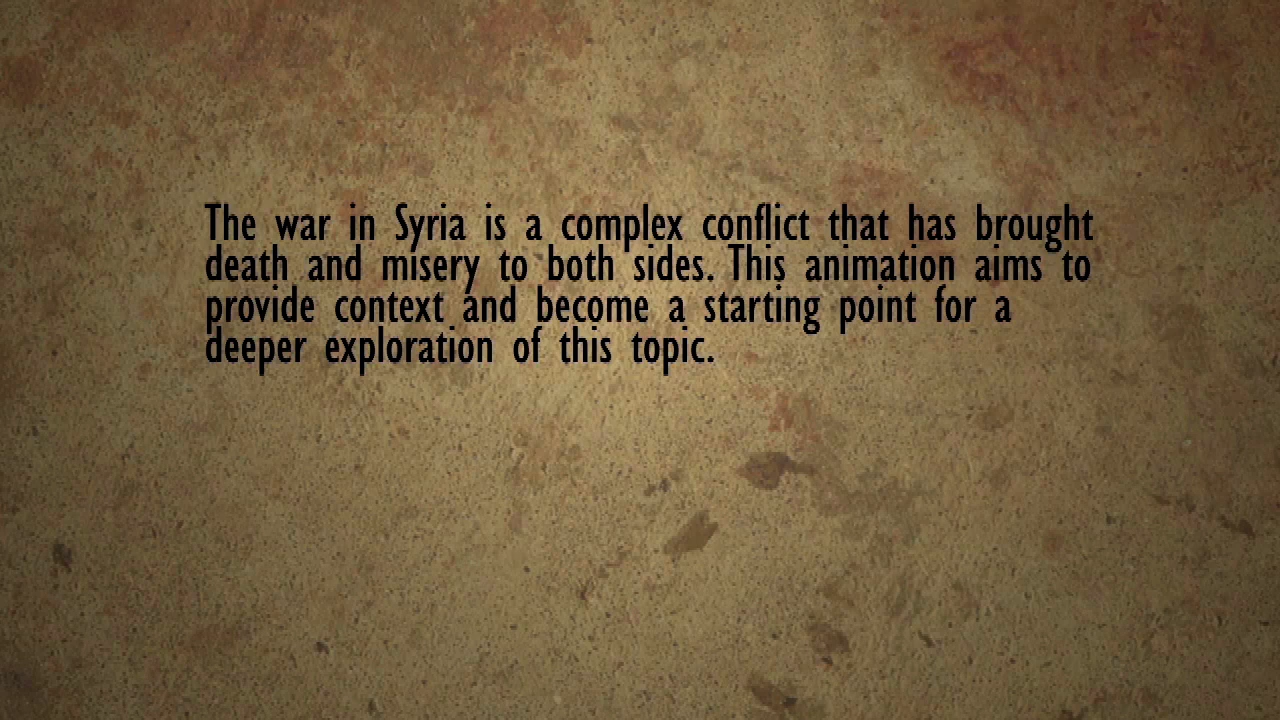 The war in Syria is a complex conflict that has brought
death and misery to both sides. This animation aims to
provide context and become a starting point for a
deeper exploration of this topic.